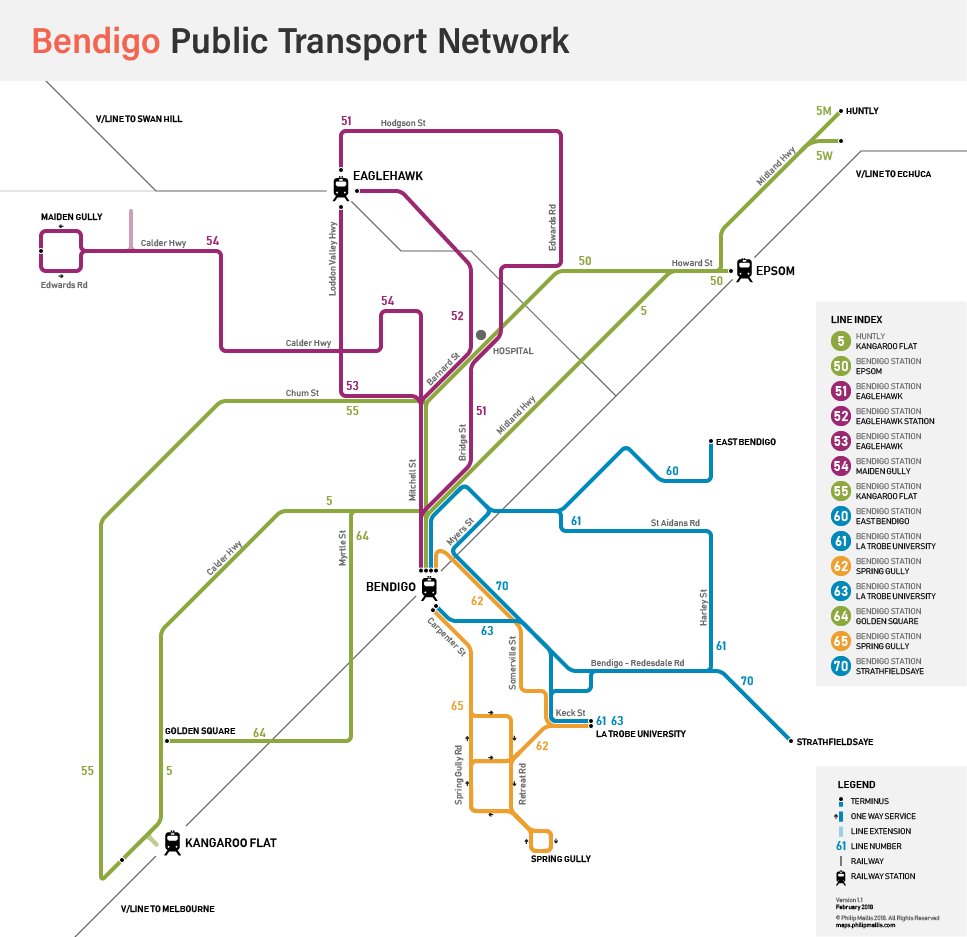 Bendigo Public Transport Network
V/LINE TO SWAN HILL
51
Hodgson St
5M
HUNTLY
5W
Midland Hwy
V/LINE TO ECHUCA
EAGLEHAWK
MAIDEN GULLY
Calder Hwy
54
Edwards Rd
Loddon Valley Hwy
Edwards Rd
50
Howard St
50
EPSOM
54
52
5
Calder Hwy
HOSPITAL
Barnard St
53
Chum St
55
51
Midland Hwy
Bridge St
Mitchell St
EAST BENDIGO
60
5
64
Myrtle St
Calder Hwy
61
St Aidans Rd
Myers St
BENDIGO
70
62
63
Carpenter St
Somerville St
Harley St
61
Bendigo - Redesdale Rd
70
65
Keck St
61 63
LA TROBE UNIVERSITY
62
STRATHFIELDSAYE
GOLDEN SQUARE
64
55
5
Spring Gully Rd
Retreat Rd
KANGAROO FLAT
SPRING GULLY
V/LINE TO MELBOURNE
LINE INDEX
5 HUNTLY
KANGAROO FLAT
50 BENDIGO STATION
EPSOM
51 BENDIGO STATION
EAGLEHAWK
52 BENDIGO STATION
EAGLEHAWK STATION
53 BENDIGO STATION
EAGLEHAWK
54 BENDIGO STATION
MAIDEN GULLY
55 BENDIGO STATION
KANGAROO FLAT
60 BENDIGO STATION
EAST BENDIGO
61 BENDIGO STATION
LA TROBE UNIVERSITY
62 BENDIGO STATION
SPRING GULLY
63 BENDIGO STATION
LA TROBE UNIVERSITY
64 BENDIGO STATION
GOLDEN SQUARE
65 BENDIGO STATION
SPRING GULLY
70 BENDIGO STATION
STRATHFIELDSAYE
LEGEND
TERMINUS
ONE WAY SERVICE
LINE EXTENSION
61 LINE NUMBER
RAILWAY
RAILWAY STATION
Version 1.1
February 2018
© Philip Mallis 2018. All Rights Reserved
maps.philipmallis.com